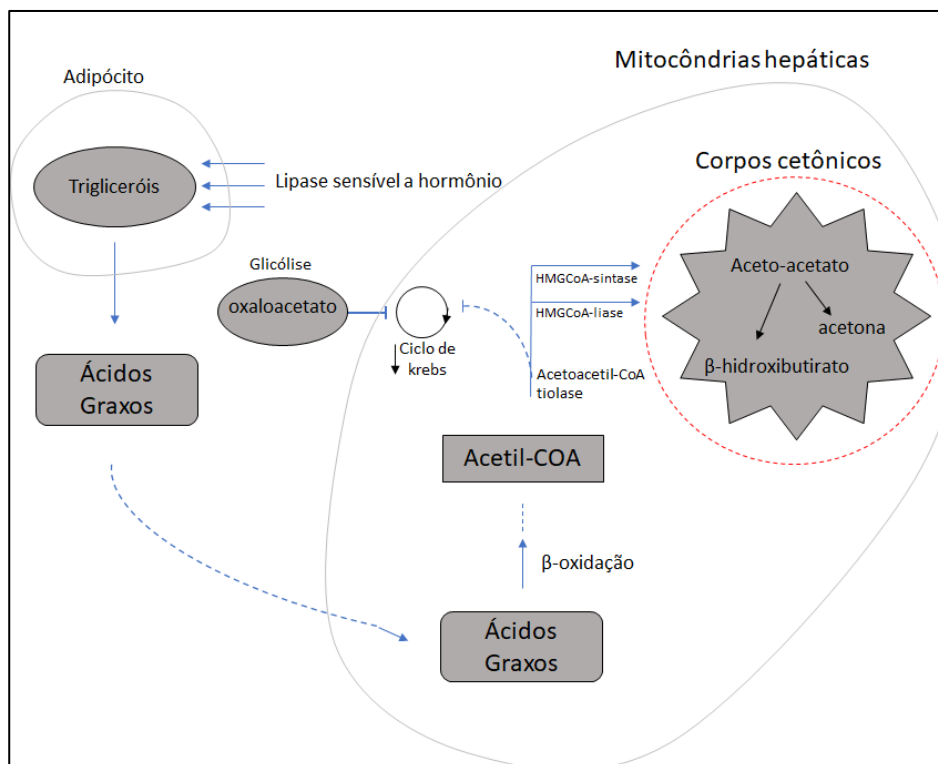 Mitocôndrias hepáticas
Adipócito
Trigliceróis
Lipase sensível a hormônio
Corpos cetônicos
Glicólise
oxaloacetato
Ciclo de
krebs
HMGCoA-sintase
HMGCoA-liase
Acetoacetil-CoA
tiolase
Aceto-acetato
acetona
β-hidroxibutirato
Ácidos
Graxos
Acetil-COA
β-oxidação
Ácidos
Graxos